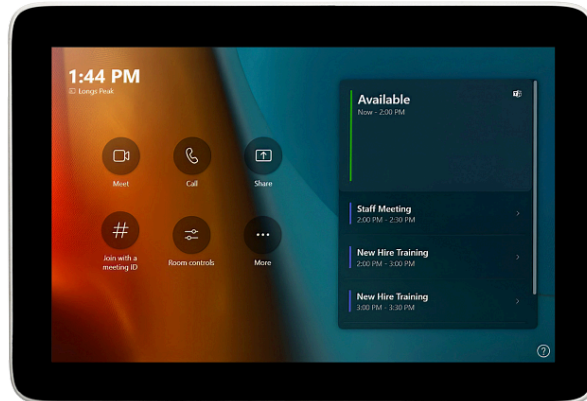 1:44 PM
Longs Peak
Meet
Call
Share
#
Join with a
meeting ID
Room controls
More
Available
Now - 2:00 PM
Staff Meeting
2:00 PM - 2:30 PM
New Hire Training
2:00 PM - 3:00 PM
New Hire Training
3:00 PM - 3:30 PM
?